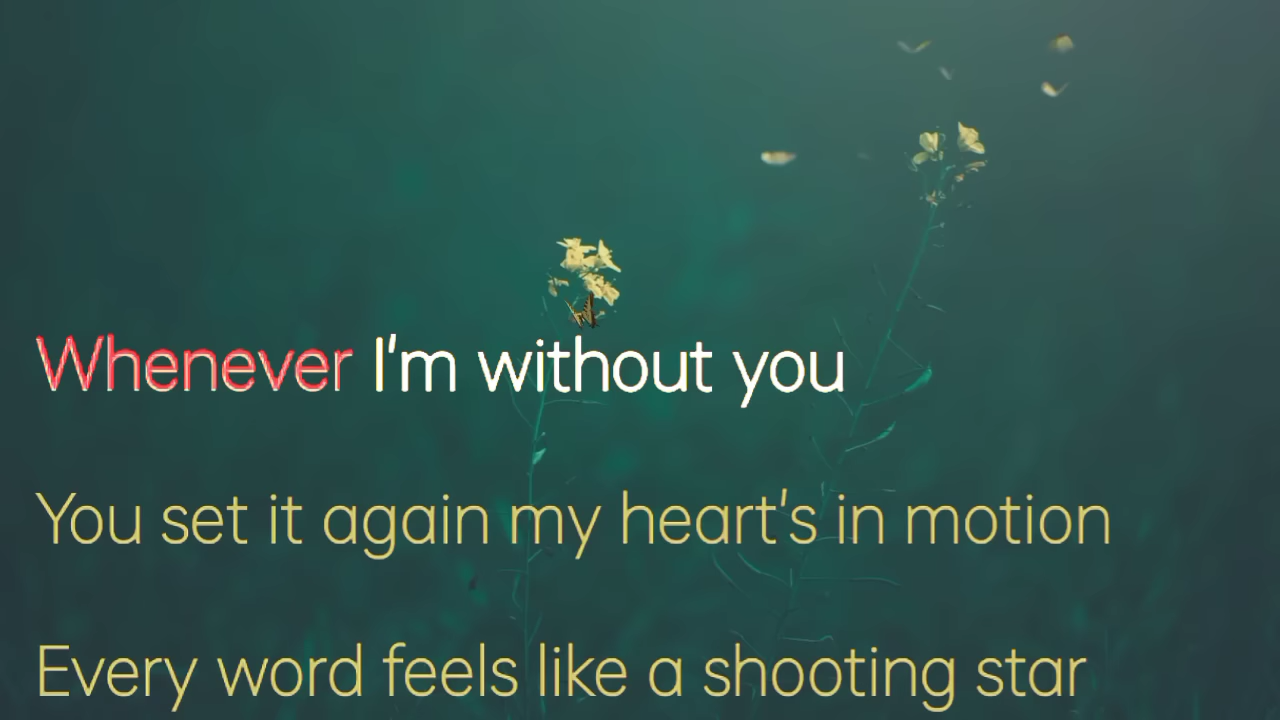 Whenever I'm without you
You set it again my heart's in motion
Every word feels like a shooting star